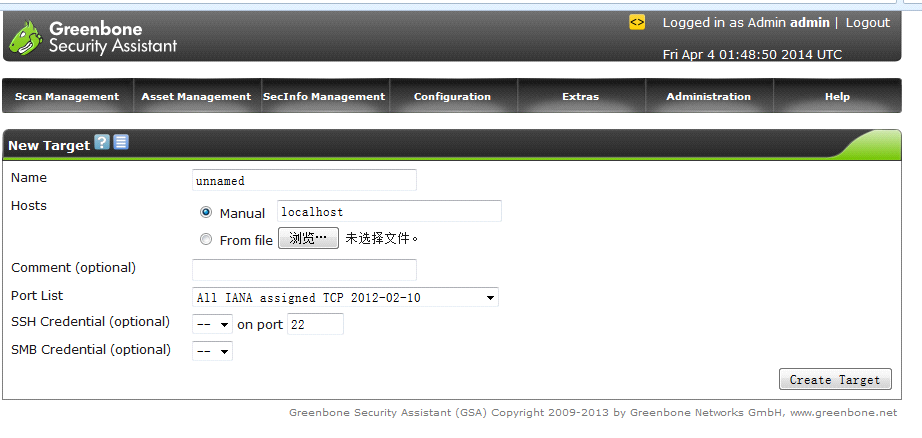 Greenbone
Security Assistant
<> Logged in as Admin admin | Logout
Fri Apr 4 01:48:50 2014 UTC
Scan Management Asset Management SecInfo Management Configuration Extras Administration Help
New Target ?
Name unnamed
Hosts Manual localhost
From file 浏览… 未选择文件。
Comment (optional)
Port List All IANA assigned TCP 2012-02-10
SSH Credential (optional) -- on port 22
SMB Credential (optional) --
Create Target
Greenbone Security Assistant (GSA) Copyright 2009-2013 by Greenbone Networks GmbH, www.greenbone.net